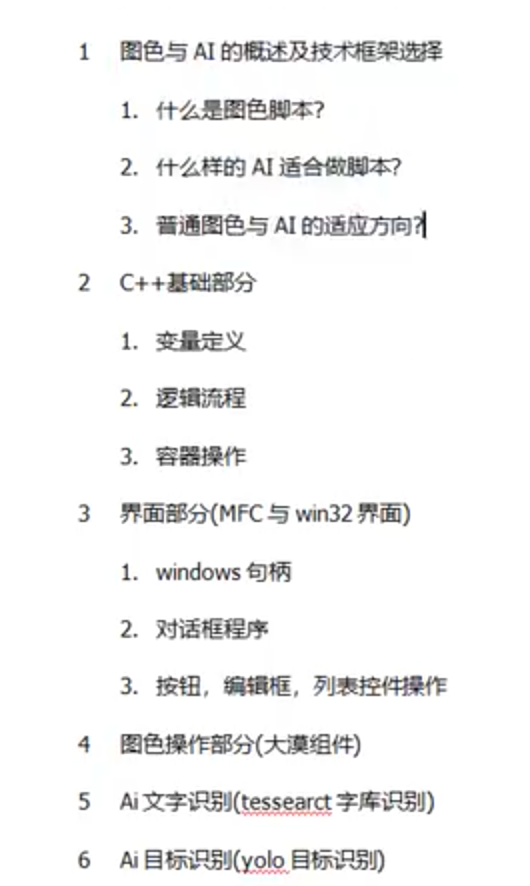 1 图色与 AI 的概述及技术框架选择
1. 什么是图色脚本?
2. 什么样的 AI 适合做脚本?
3. 普通图色与 AI 的适应方向?
2 C++基础部分
1. 变量定义
2. 逻辑流程
3. 容器操作
3 界面部分(MFC 与 win32 界面)
1. windows 句柄
2. 对话框程序
3. 按钮，编辑框，列表控件操作
4 图色操作部分(大漠组件)
5 Ai 文字识别(tessearct 字库识别)
6 Ai 目标识别(yolo 目标识别)